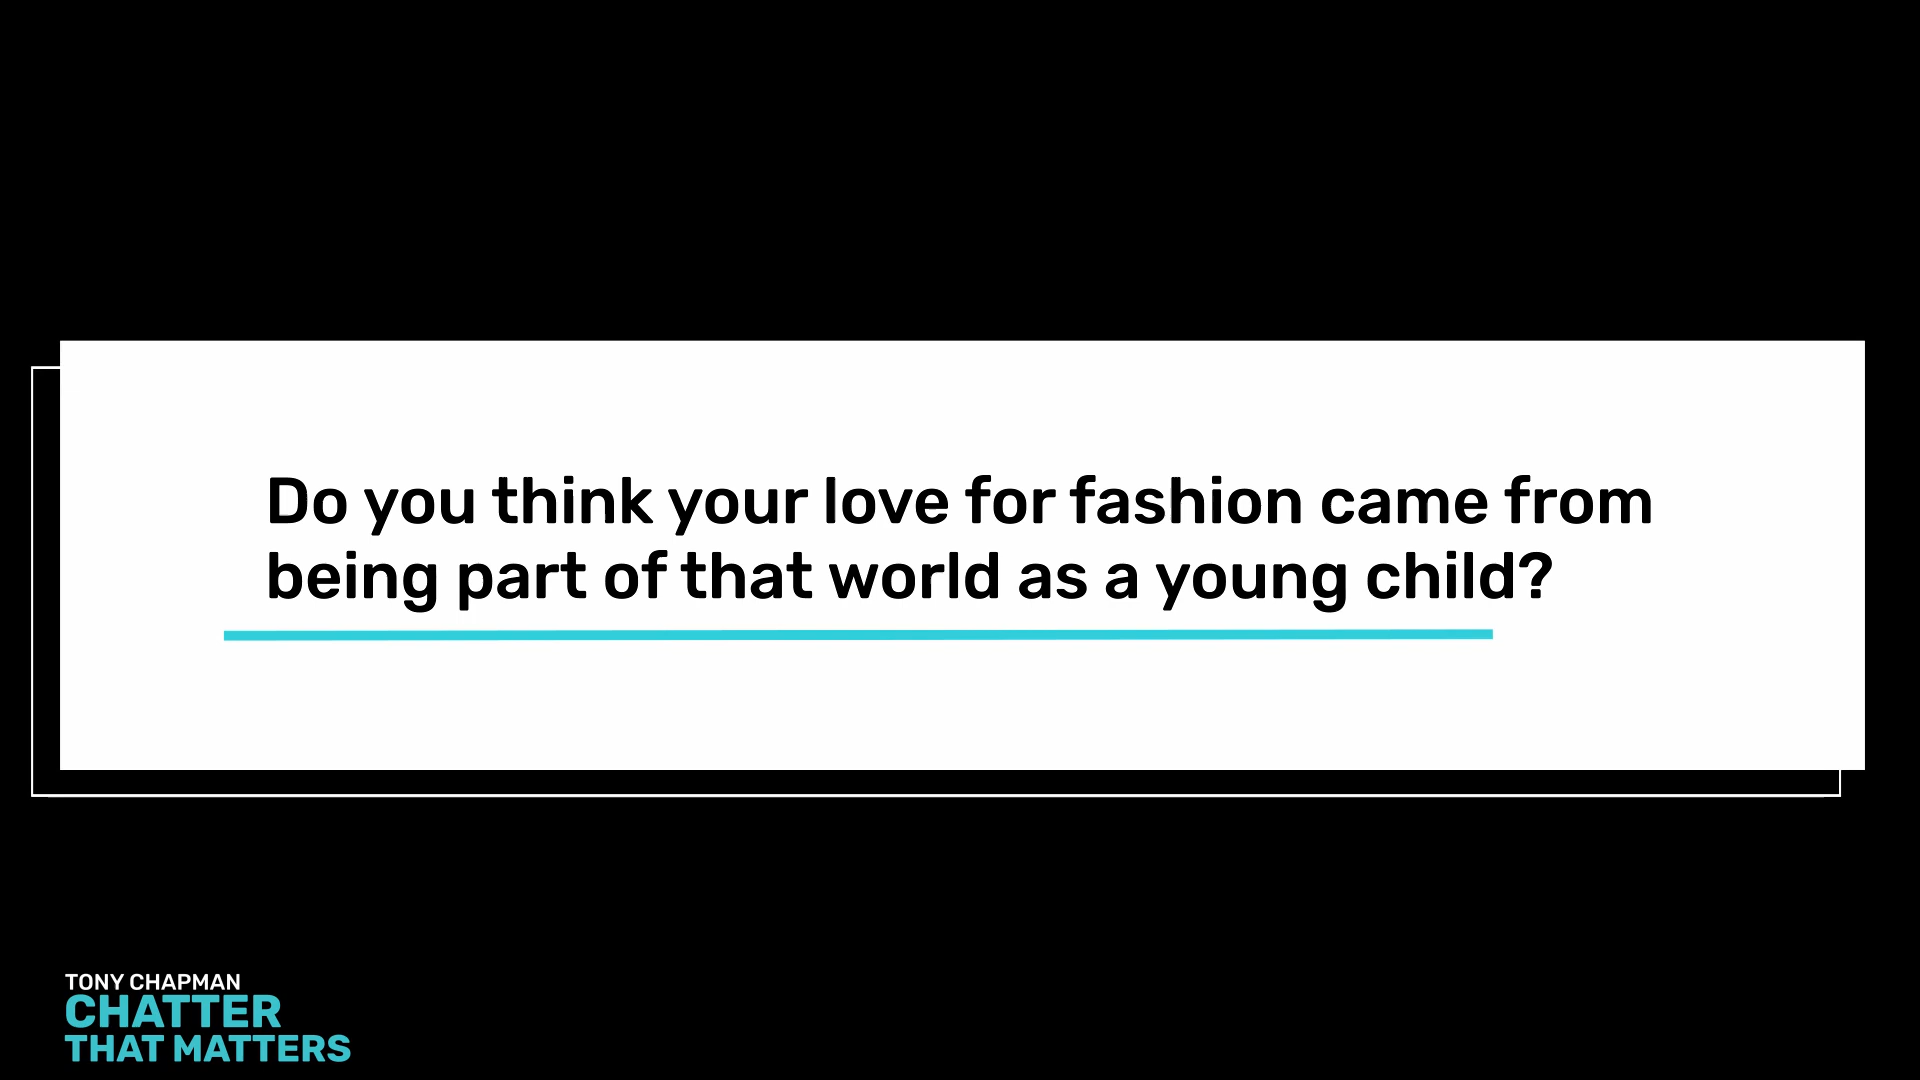 Do you think your love for fashion came from
being part of that world as a young child?
TONY CHAPMAN
CHATTER
THAT MATTERS